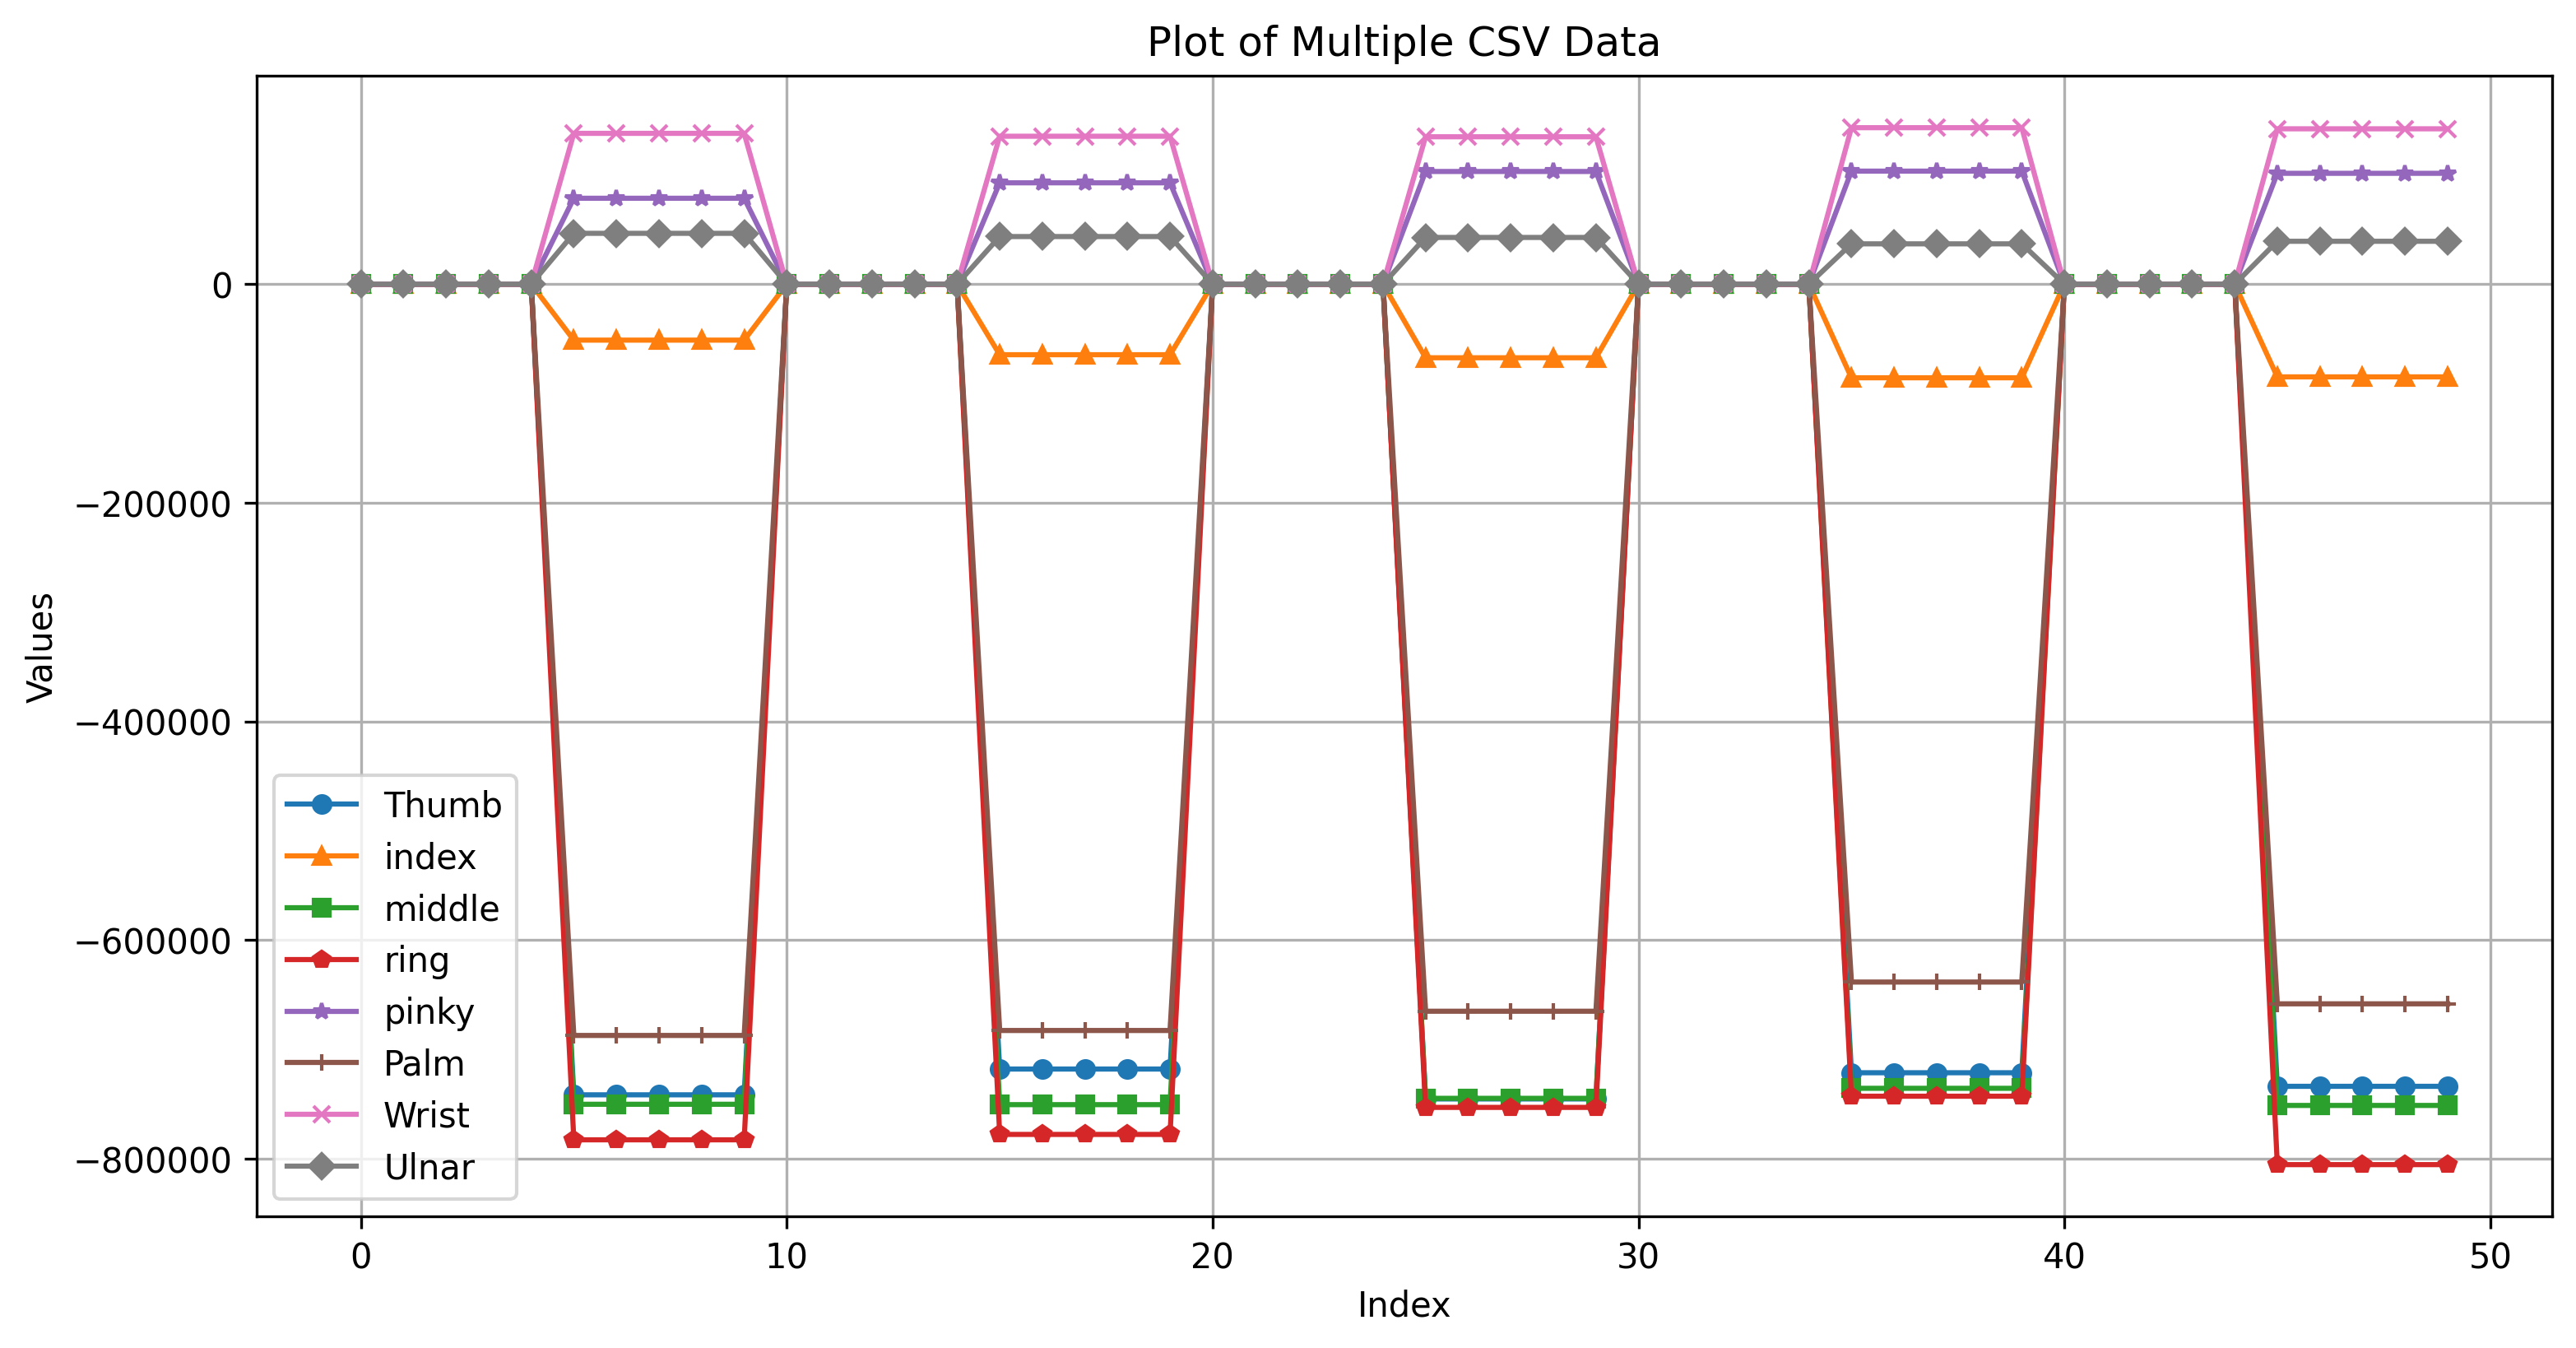 Plot of Multiple CSV Data
Values
0
−200000
−400000
−600000
−800000
Thumb
index
middle
ring
pinky
Palm
Wrist
Ulnar
0 10 20 30 40 50
Index